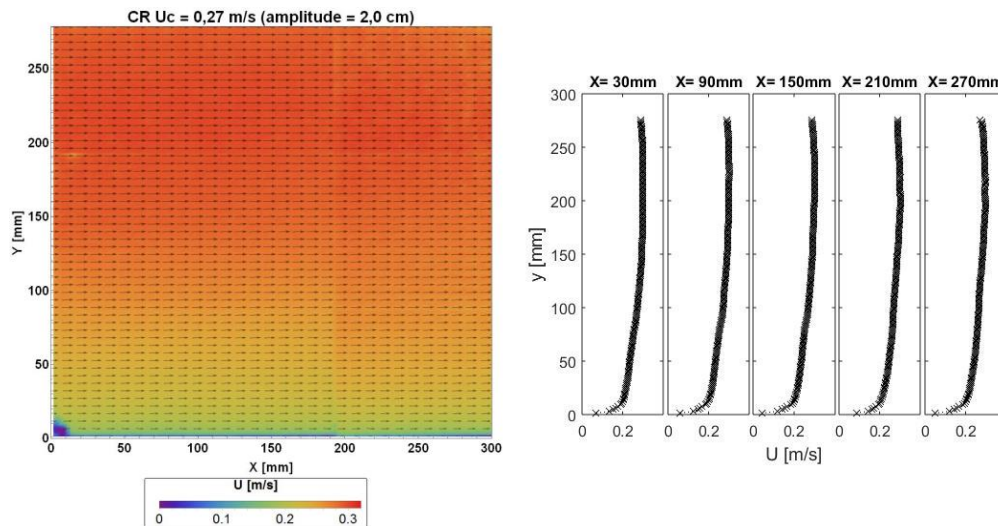 CR Uc = 0,27 m/s (amplitude = 2,0 cm)
250
200
150
100
50
0
Y [mm]
0 50 100 150 200 250 300
X [mm]
U [m/s]
0 0.1 0.2 0.3
X= 30mm X= 90mm X= 150mm X= 210mm X= 270mm
300
250
200
150
100
50
0
y [mm]
0 0.2 0 0.2 0 0.2 0 0.2 0 0.2
U [m/s]